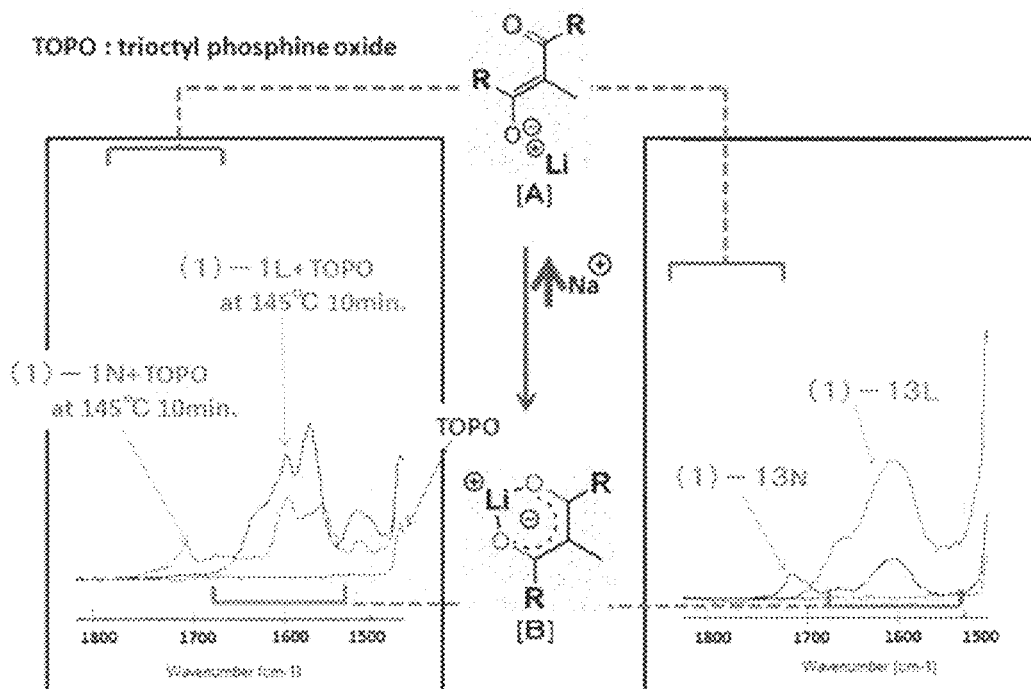 TOPO : trioctyl phosphine oxide
O
R
R
O
⊖
⊕
Li
[A]
(1)－1L+TOPO
at 145℃ 10min.
Na⊕
(1)－1N+TOPO
at 145℃ 10min.
TOPO
(1)－13L
(1)－13N
⊕
Li
O
R
⊖
O
R
[B]
1800 1700 1600 1500
Wavenumber (cm-1)
1800 1700 1600 1500
Wavenumber (cm-1)